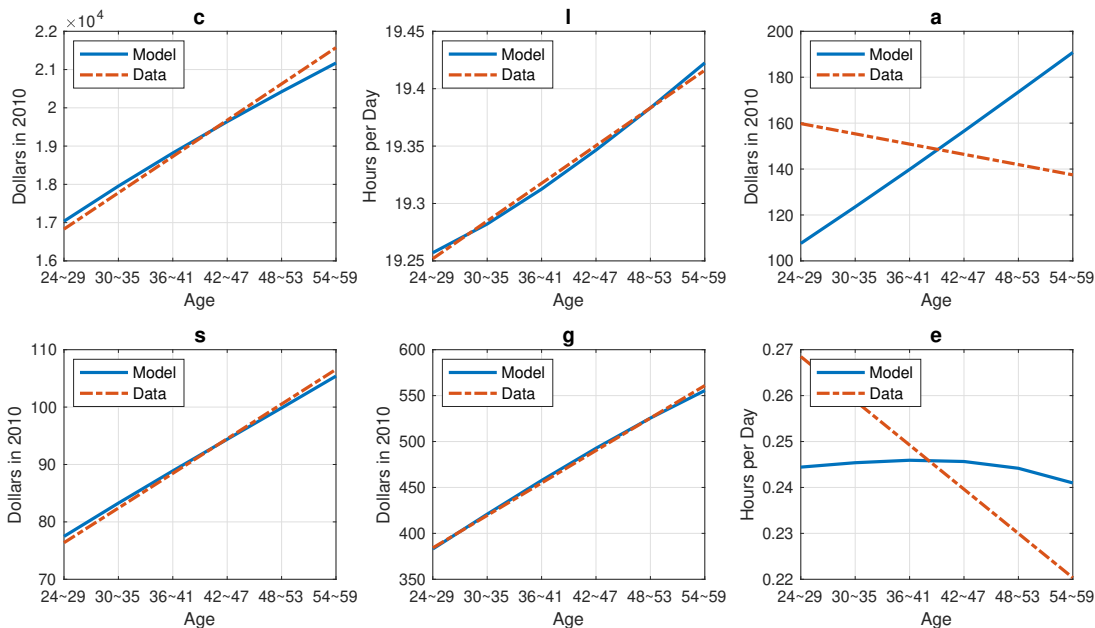 c
×10⁴
2.2
2.1
2
1.9
1.8
1.7
1.6
Dollars in 2010
Model
Data
24~29 30~35 36~41 42~47 48~53 54~59
Age
l
19.45
19.4
19.35
19.3
19.25
Hours per Day
Model
Data
24~29 30~35 36~41 42~47 48~53 54~59
Age
a
200
180
160
140
120
100
Dollars in 2010
Model
Data
24~29 30~35 36~41 42~47 48~53 54~59
Age
s
110
100
90
80
70
Dollars in 2010
Model
Data
24~29 30~35 36~41 42~47 48~53 54~59
Age
g
600
550
500
450
400
350
Dollars in 2010
Model
Data
24~29 30~35 36~41 42~47 48~53 54~59
Age
e
0.27
0.26
0.25
0.24
0.23
0.22
Hours per Day
Model
Data
24~29 30~35 36~41 42~47 48~53 54~59
Age